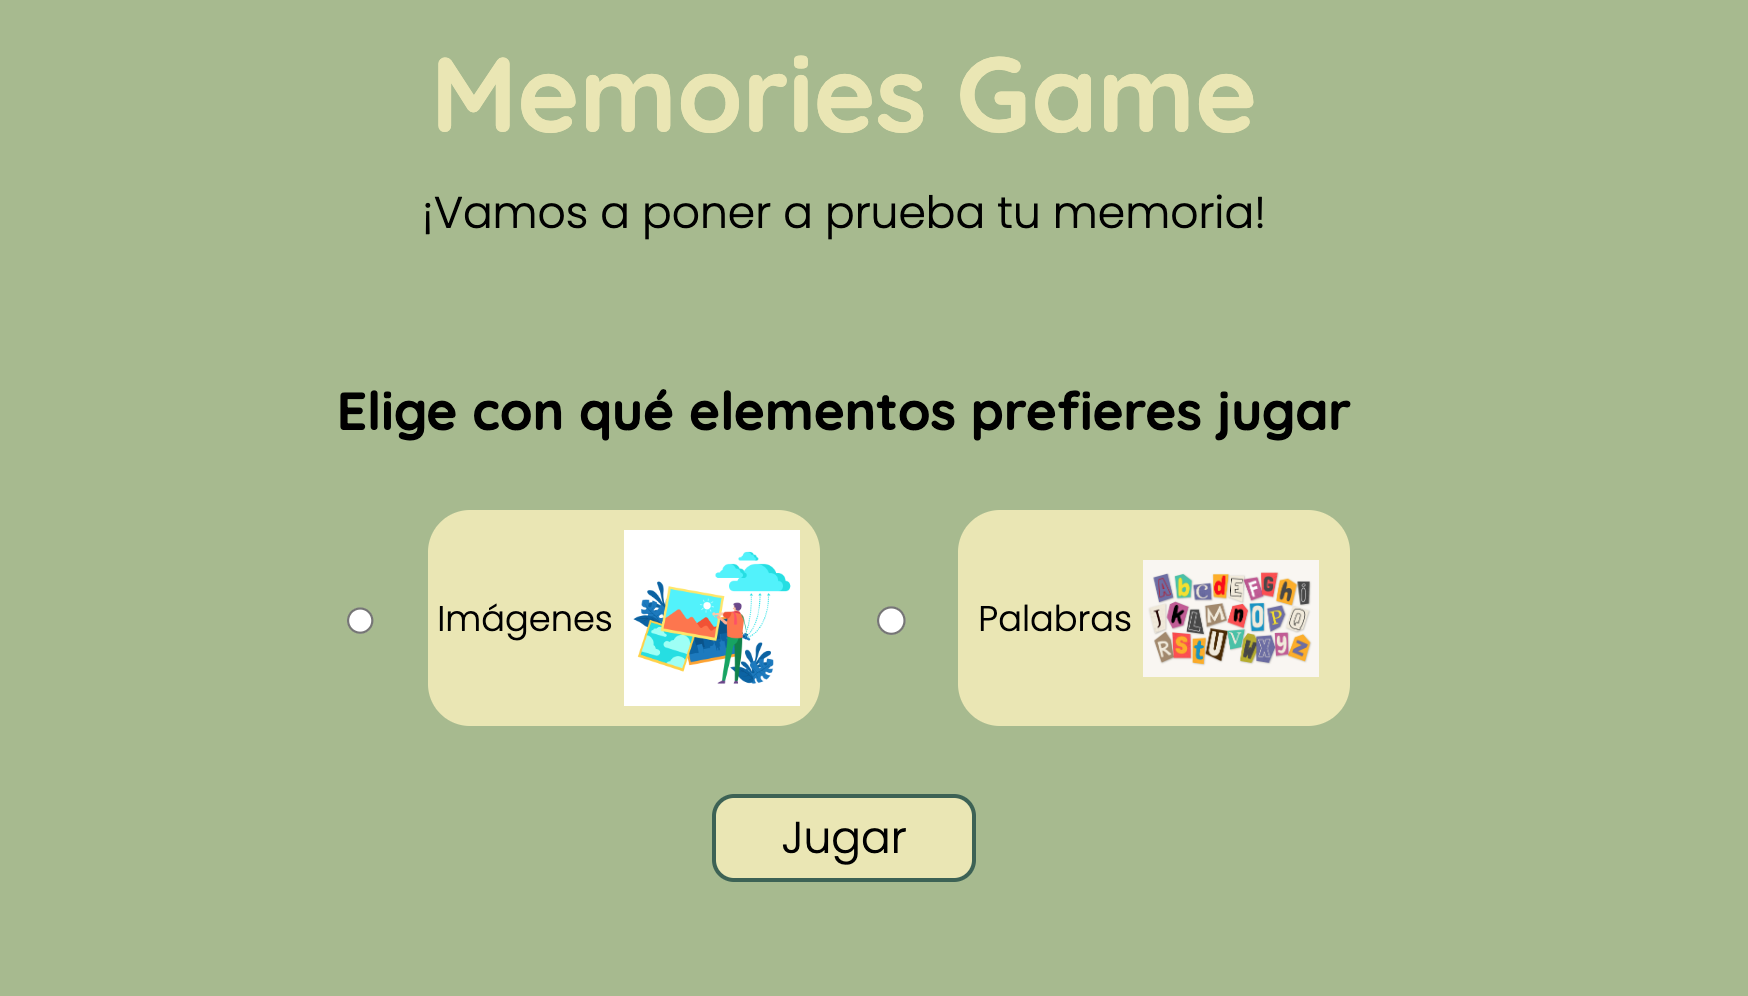 Memories Game
¡Vamos a poner a prueba tu memoria!
Elige con qué elementos prefieres jugar
Imágenes
Palabras
A b c d E F G h i
J K L M n O P Q
R S t U V W X y Z
Jugar